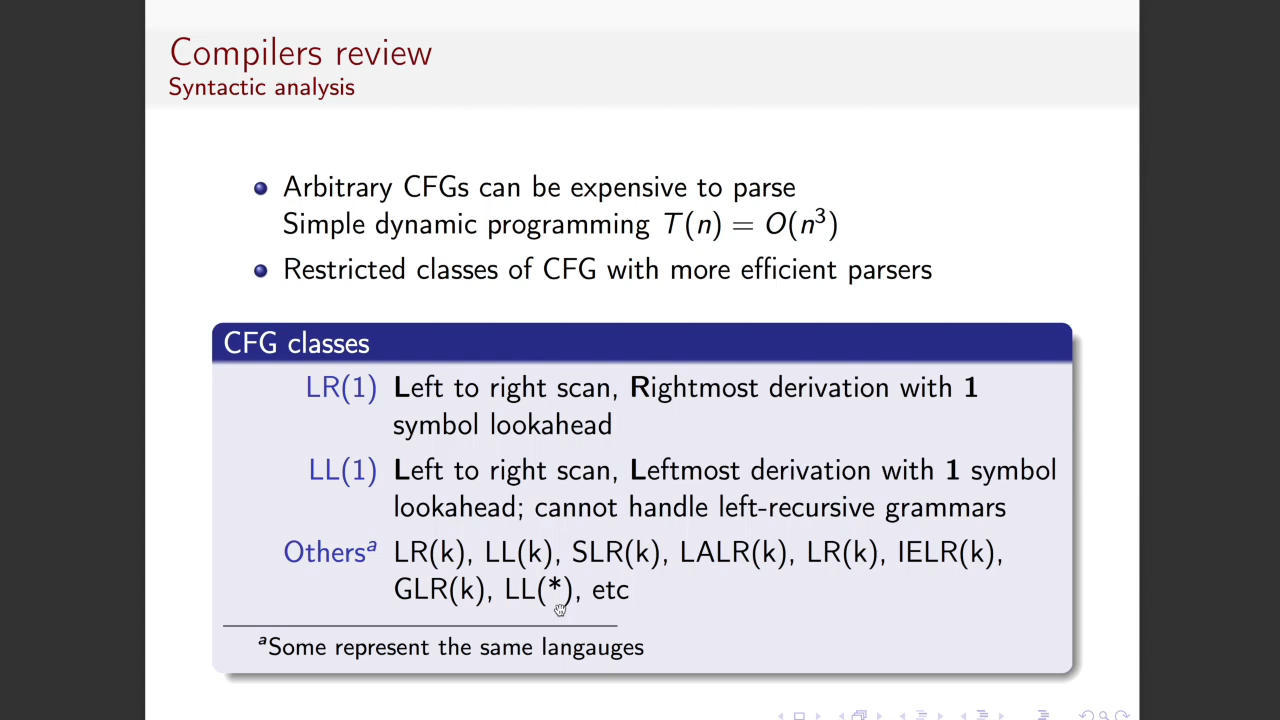 Compilers review
Syntactic analysis
Arbitrary CFGs can be expensive to parse
Simple dynamic programming T(n) = O(n³)
Restricted classes of CFG with more efficient parsers
CFG classes
LR(1) Left to right scan, Rightmost derivation with 1
symbol lookahead
LL(1) Left to right scan, Leftmost derivation with 1 symbol
lookahead; cannot handle left-recursive grammars
Othersᵃ LR(k), LL(k), SLR(k), LALR(k), LR(k), IELR(k),
GLR(k), LL(*), etc
ᵃSome represent the same langauges